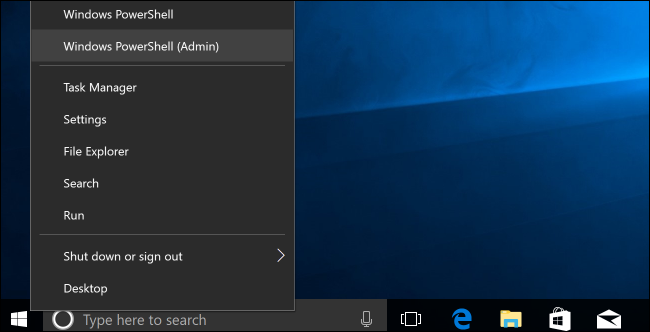 Windows PowerShell
Windows PowerShell (Admin)
Task Manager
Settings
File Explorer
Search
Run
Shut down or sign out
Desktop
Type here to search